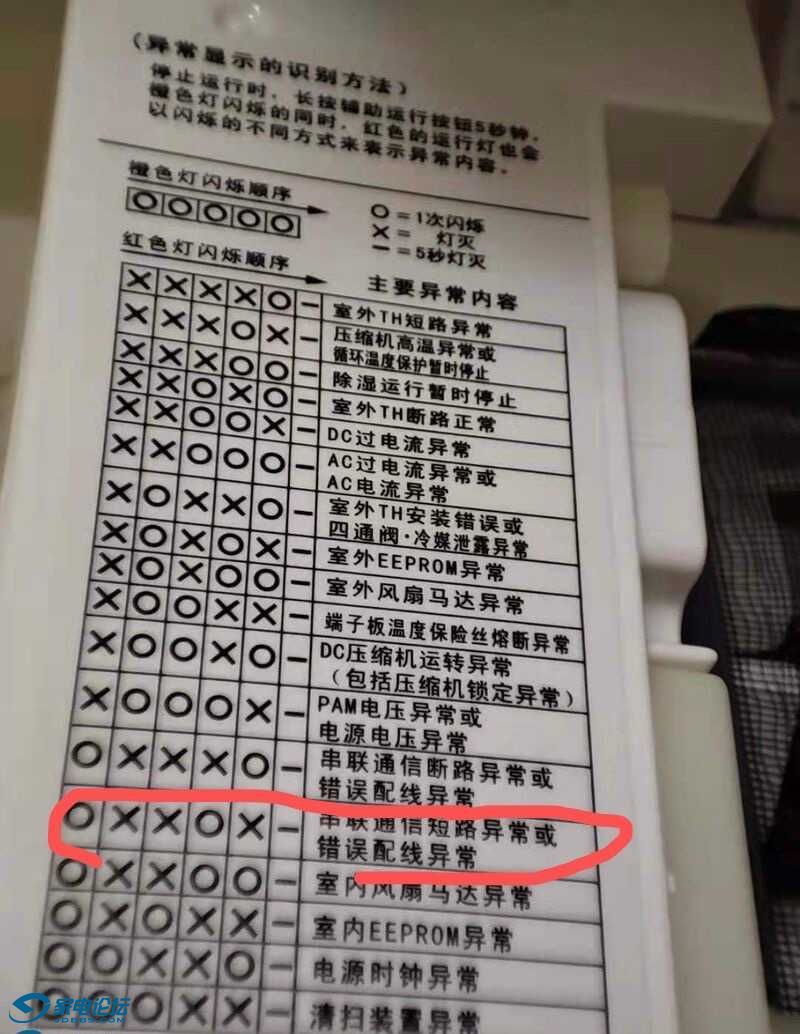 (异常显示的识别方法)
停止运行时，长按辅助运行按钮5秒钟，
橙色灯闪烁的同时，红色的运行灯也会
以闪烁的不同方式来表示异常内容。
橙色灯闪烁顺序
○○○○○
○=1次闪烁
×= 灯灭
—=5秒灯灭
红色灯闪烁顺序
主要异常内容
××××○— 室外TH短路异常
×××○×— 压缩机高温异常或
循环温度保护暂时停止
×××○○— 除湿运行暂时停止
××○×○— 室外TH断路正常
××○○×— DC过电流异常
××○○○— AC过电流异常或
AC电流异常
×○××○— 室外TH安装错误或
四通阀·冷媒泄露异常
×○×○×— 室外EEPROM异常
×○×○○— 室外风扇马达异常
×○○××— 端子板温度保险丝熔断异常
×○○×○— DC压缩机运转异常
(包括压缩机锁定异常)
×○○○×— PAM电压异常或
电源电压异常
○×××○— 串联通信断路异常或
错误配线异常
○××○×— 串联通信短路异常或
错误配线异常
○××○○— 室内风扇马达异常
○×○××— 室内EEPROM异常
○○××○— 电源时钟异常
○××— 清扫装置异常
家电论坛
JDBBS.COM